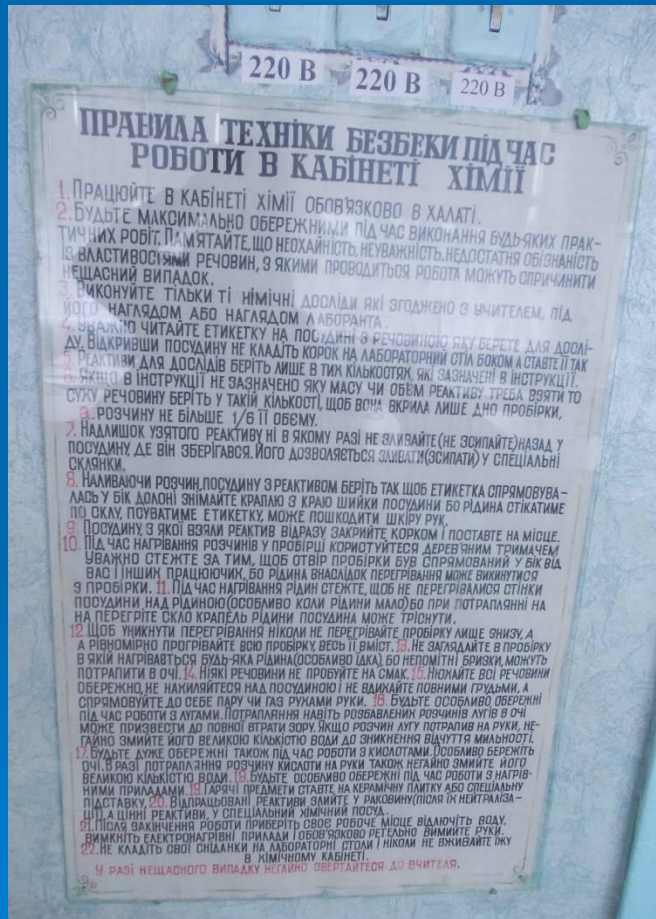 220 В 220 В 220 В
ПРАВИЛА ТЕХНІКИ БЕЗБЕКИ ПІД ЧАС
РОБОТИ В КАБІНЕТІ ХІМІЇ
1. ПРАЦЮЙТЕ В КАБІНЕТІ ХІМІЇ ОБОВ'ЯЗКОВО В ХАЛАТІ.
2. БУДЬТЕ МАКСИМАЛЬНО ОБЕРЕЖНИМИ ПІД ЧАС ВИКОНАННЯ БУДЬ-ЯКИХ ПРАК-
ТИЧНИХ РОБІТ. ПАМ'ЯТАЙТЕ, ЩО НЕОХАЙНІСТЬ, НЕУВАЖНІСТЬ, НЕДОСТАТНЯ ОБІЗНАНІСТЬ
ІЗ ВЛАСТИВОСТЯМИ РЕЧОВИН, З ЯКИМИ ПРОВОДИТЬСЯ РОБОТА МОЖУТЬ СПРИЧИНИТИ
НЕЩАСНИЙ ВИПАДОК.
3. ВИКОНУЙТЕ ТІЛЬКИ ТІ ХІМІЧНІ ДОСЛІДИ ЯКІ ЗГОДЖЕНО З УЧИТЕЛЕМ, ПІД
ЙОГО НАГЛЯДОМ АБО НАГЛЯДОМ ЛАБОРАНТА.
4. УВАЖНО ЧИТАЙТЕ ЕТИКЕТКУ НА ПОСУДИНІ З РЕЧОВИНОЮ ЯКУ БЕРЕТЕ ДЛЯ ДОСЛІ-
ДУ. ВІДКРИВШИ ПОСУДИНУ НЕ КЛАДІТЬ КОРОК НА ЛАБОРАТОРНИЙ СТІЛ БОКОМ А СТАВТЕ ЇЇ ТАК
5. РЕАКТИВИ ДЛЯ ДОСЛІДІВ БЕРІТЬ ЛИШЕ В ТИХ КІЛЬКОСТЯХ, ЯКІ ЗАЗНАЧЕНІ В ІНСТРУКЦІЇ.
6. ЯКЩО В ІНСТРУКЦІЇ НЕ ЗАЗНАЧЕНО ЯКУ МАСУ ЧИ ОБЄМ РЕАКТИВУ ТРЕБА ВЗЯТИ ТО
СУХУ РЕЧОВИНУ БЕРІТЬ У ТАКІЙ КІЛЬКОСТІ, ЩОБ ВОНА ВКРИЛА ЛИШЕ ДНО ПРОБІРКИ,
а. РОЗЧИНУ НЕ БІЛЬШЕ 1/6 ЇЇ ОБЄМУ.
7. НАДЛИШОК УЗЯТОГО РЕАКТИВУ НІ В ЯКОМУ РАЗІ НЕ ЗЛИВАЙТЕ (НЕ ЗСИПАЙТЕ) НАЗАД У
ПОСУДИНУ, ДЕ ВІН ЗБЕРІГАВСЯ. ЙОГО ДОЗВОЛЯЄТЬСЯ ЗЛИВАТИ (ЗСИПАТИ) У СПЕЦІАЛЬНІ
СКЛЯНКИ.
8. НАЛИВАЮЧИ РОЗЧИН, ПОСУДИНУ З РЕАКТИВОМ БЕРІТЬ ТАК ЩОБ ЕТИКЕТКА СПРЯМОВУВА-
ЛАСЬ У БІК ДОЛОНІ ЗНІМАЙТЕ КРАПЛЮ З КРАЮ ШИЙКИ ПОСУДИНИ БО РІДИНА СТІКАТИМЕ
ПО СКЛУ, ПСУВАТИМЕ ЕТИКЕТКУ, МОЖЕ ПОШКОДИТИ ШКІРУ РУК.
9. ПОСУДИНУ, З ЯКОЇ ВЗЯЛИ РЕАКТИВ ВІДРАЗУ ЗАКРИЙТЕ КОРКОМ І ПОСТАВТЕ НА МІСЦЕ.
10. ПІД ЧАС НАГРІВАННЯ РОЗЧИНІВ У ПРОБІРЦІ КОРИСТУЙТЕСЯ ДЕРЕВ'ЯНИМ ТРИМАЧЕМ
УВАЖНО СТЕЖТЕ ЗА ТИМ, ЩОБ ОТВІР ПРОБІРКИ БУВ СПРЯМОВАНИЙ У БІК ВІД
ВАС І ІНШИХ ПРАЦЮЮЧИХ, БО РІДИНА ВНАСЛІДОК ПЕРЕГРІВАННЯ МОЖЕ ВИКИНУТИСЯ
З ПРОБІРКИ. 11. ПІД ЧАС НАГРІВАННЯ РІДИН СТЕЖТЕ, ЩОБ НЕ ПЕРЕГРІВАЛИСЯ СТІНКИ
ПОСУДИНИ НАД РІДИНОЮ (ОСОБЛИВО КОЛИ РІДИНИ МАЛО) БО ПРИ ПОТРАПЛЯННІ НА
НА ПЕРЕГРІТЕ СКЛО КРАПЕЛЬ РІДИНИ ПОСУДИНА МОЖЕ ТРІСНУТИ.
12. ЩОБ УНИКНУТИ ПЕРЕГРІВАННЯ НІКОЛИ НЕ ПЕРЕГРІВАЙТЕ ПРОБІРКУ ЛИШЕ ЗНИЗУ, А
А РІВНОМІРНО ПРОГРІВАЙТЕ ВСЮ ПРОБІРКУ, ВЕСЬ ЇЇ ВМІСТ. 13. НЕ ЗАГЛЯДАЙТЕ В ПРОБІРКУ
В ЯКІЙ НАГРІВАЄТЬСЯ БУДЬ-ЯКА РІДИНА (ОСОБЛИВО ЇДКА), БО НЕПОМІТНІ БРИЗКИ, МОЖУТЬ
ПОТРАПИТИ В ОЧІ. 14. НІЯКІ РЕЧОВИНИ НЕ ПРОБУЙТЕ НА СМАК. 15. НЮХАЙТЕ ВСІ РЕЧОВИНИ
ОБЕРЕЖНО, НЕ НАХИЛЯЙТЕСЯ НАД ПОСУДИНОЮ І НЕ ВДИХАЙТЕ ПОВНИМИ ГРУДЬМИ, А
СПРЯМОВУЙТЕ ДО СЕБЕ ПАРУ ЧИ ГАЗ РУХАМИ РУКИ. 16. БУДЬТЕ ОСОБЛИВО ОБЕРЕЖНІ
ПІД ЧАС РОБОТИ З ЛУГАМИ. ПОТРАПЛЯННЯ НАВІТЬ РОЗБАВЛЕНИХ РОЗЧИНІВ ЛУГІВ В ОЧІ
МОЖЕ ПРИЗВЕСТИ ДО ПОВНОЇ ВТРАТИ ЗОРУ. ЯКЩО РОЗЧИН ЛУГУ ПОТРАПИВ НА РУКИ, НЕ-
ГАЙНО ЗМИЙТЕ ЙОГО ВЕЛИКОЮ КІЛЬКІСТЮ ВОДИ ДО ЗНИКНЕННЯ ВІДЧУТТЯ МИЛЬНОСТІ.
17. БУДЬТЕ ДУЖЕ ОБЕРЕЖНІ ТАКОЖ ПІД ЧАС РОБОТИ З КИСЛОТАМИ. ОСОБЛИВО БЕРЕЖІТЬ
ОЧІ. В РАЗІ ПОТРАПЛЯННЯ РОЗЧИНУ КИСЛОТИ НА РУКИ ТАКОЖ НЕГАЙНО ЗМИЙТЕ ЙОГО
ВЕЛИКОЮ КІЛЬКІСТЮ ВОДИ. 18. БУДЬТЕ ОСОБЛИВО ОБЕРЕЖНІ ПІД ЧАС РОБОТИ З НАГРІВ-
НИМИ ПРИЛАДАМИ. 19 ГАРЯЧІ ПРЕДМЕТИ СТАВТЕ НА КЕРАМІЧНУ ПЛИТКУ АБО СПЕЦІАЛЬНУ
ПІДСТАВКУ. 20. ВІДПРАЦЬОВАНІ РЕАКТИВИ ЗЛИЙТЕ У РАКОВИНУ (ПІСЛЯ ЇХ НЕЙТРАЛІЗА-
ЦІЇ), А ЦІННІ РЕАКТИВИ, У СПЕЦІАЛЬНИЙ ХІМІЧНИЙ ПОСУД.
21. ПІСЛЯ ЗАКІНЧЕННЯ РОБОТИ ПРИБЕРІТЬ СВОЄ РОБОЧЕ МІСЦЕ ВІДКЛЮЧІТЬ ВОДУ,
ВИМКНІТЬ ЕЛЕКТРОНАГРІВНІ ПРИЛАДИ І ОБОВ'ЯЗКОВО РЕТЕЛЬНО ВИМИЙТЕ РУКИ.
22. НЕ КЛАДІТЬ СВОЇ СНІДАНКИ НА ЛАБОРАТОРНІ СТОЛИ І НІКОЛИ НЕ ВЖИВАЙТЕ ЇЖУ
В ХІМІЧНОМУ КАБІНЕТІ.
У РАЗІ НЕЩАСНОГО ВИПАДКУ НЕГАЙНО ЗВЕРТАЙТЕСЯ ДО ВЧИТЕЛЯ.